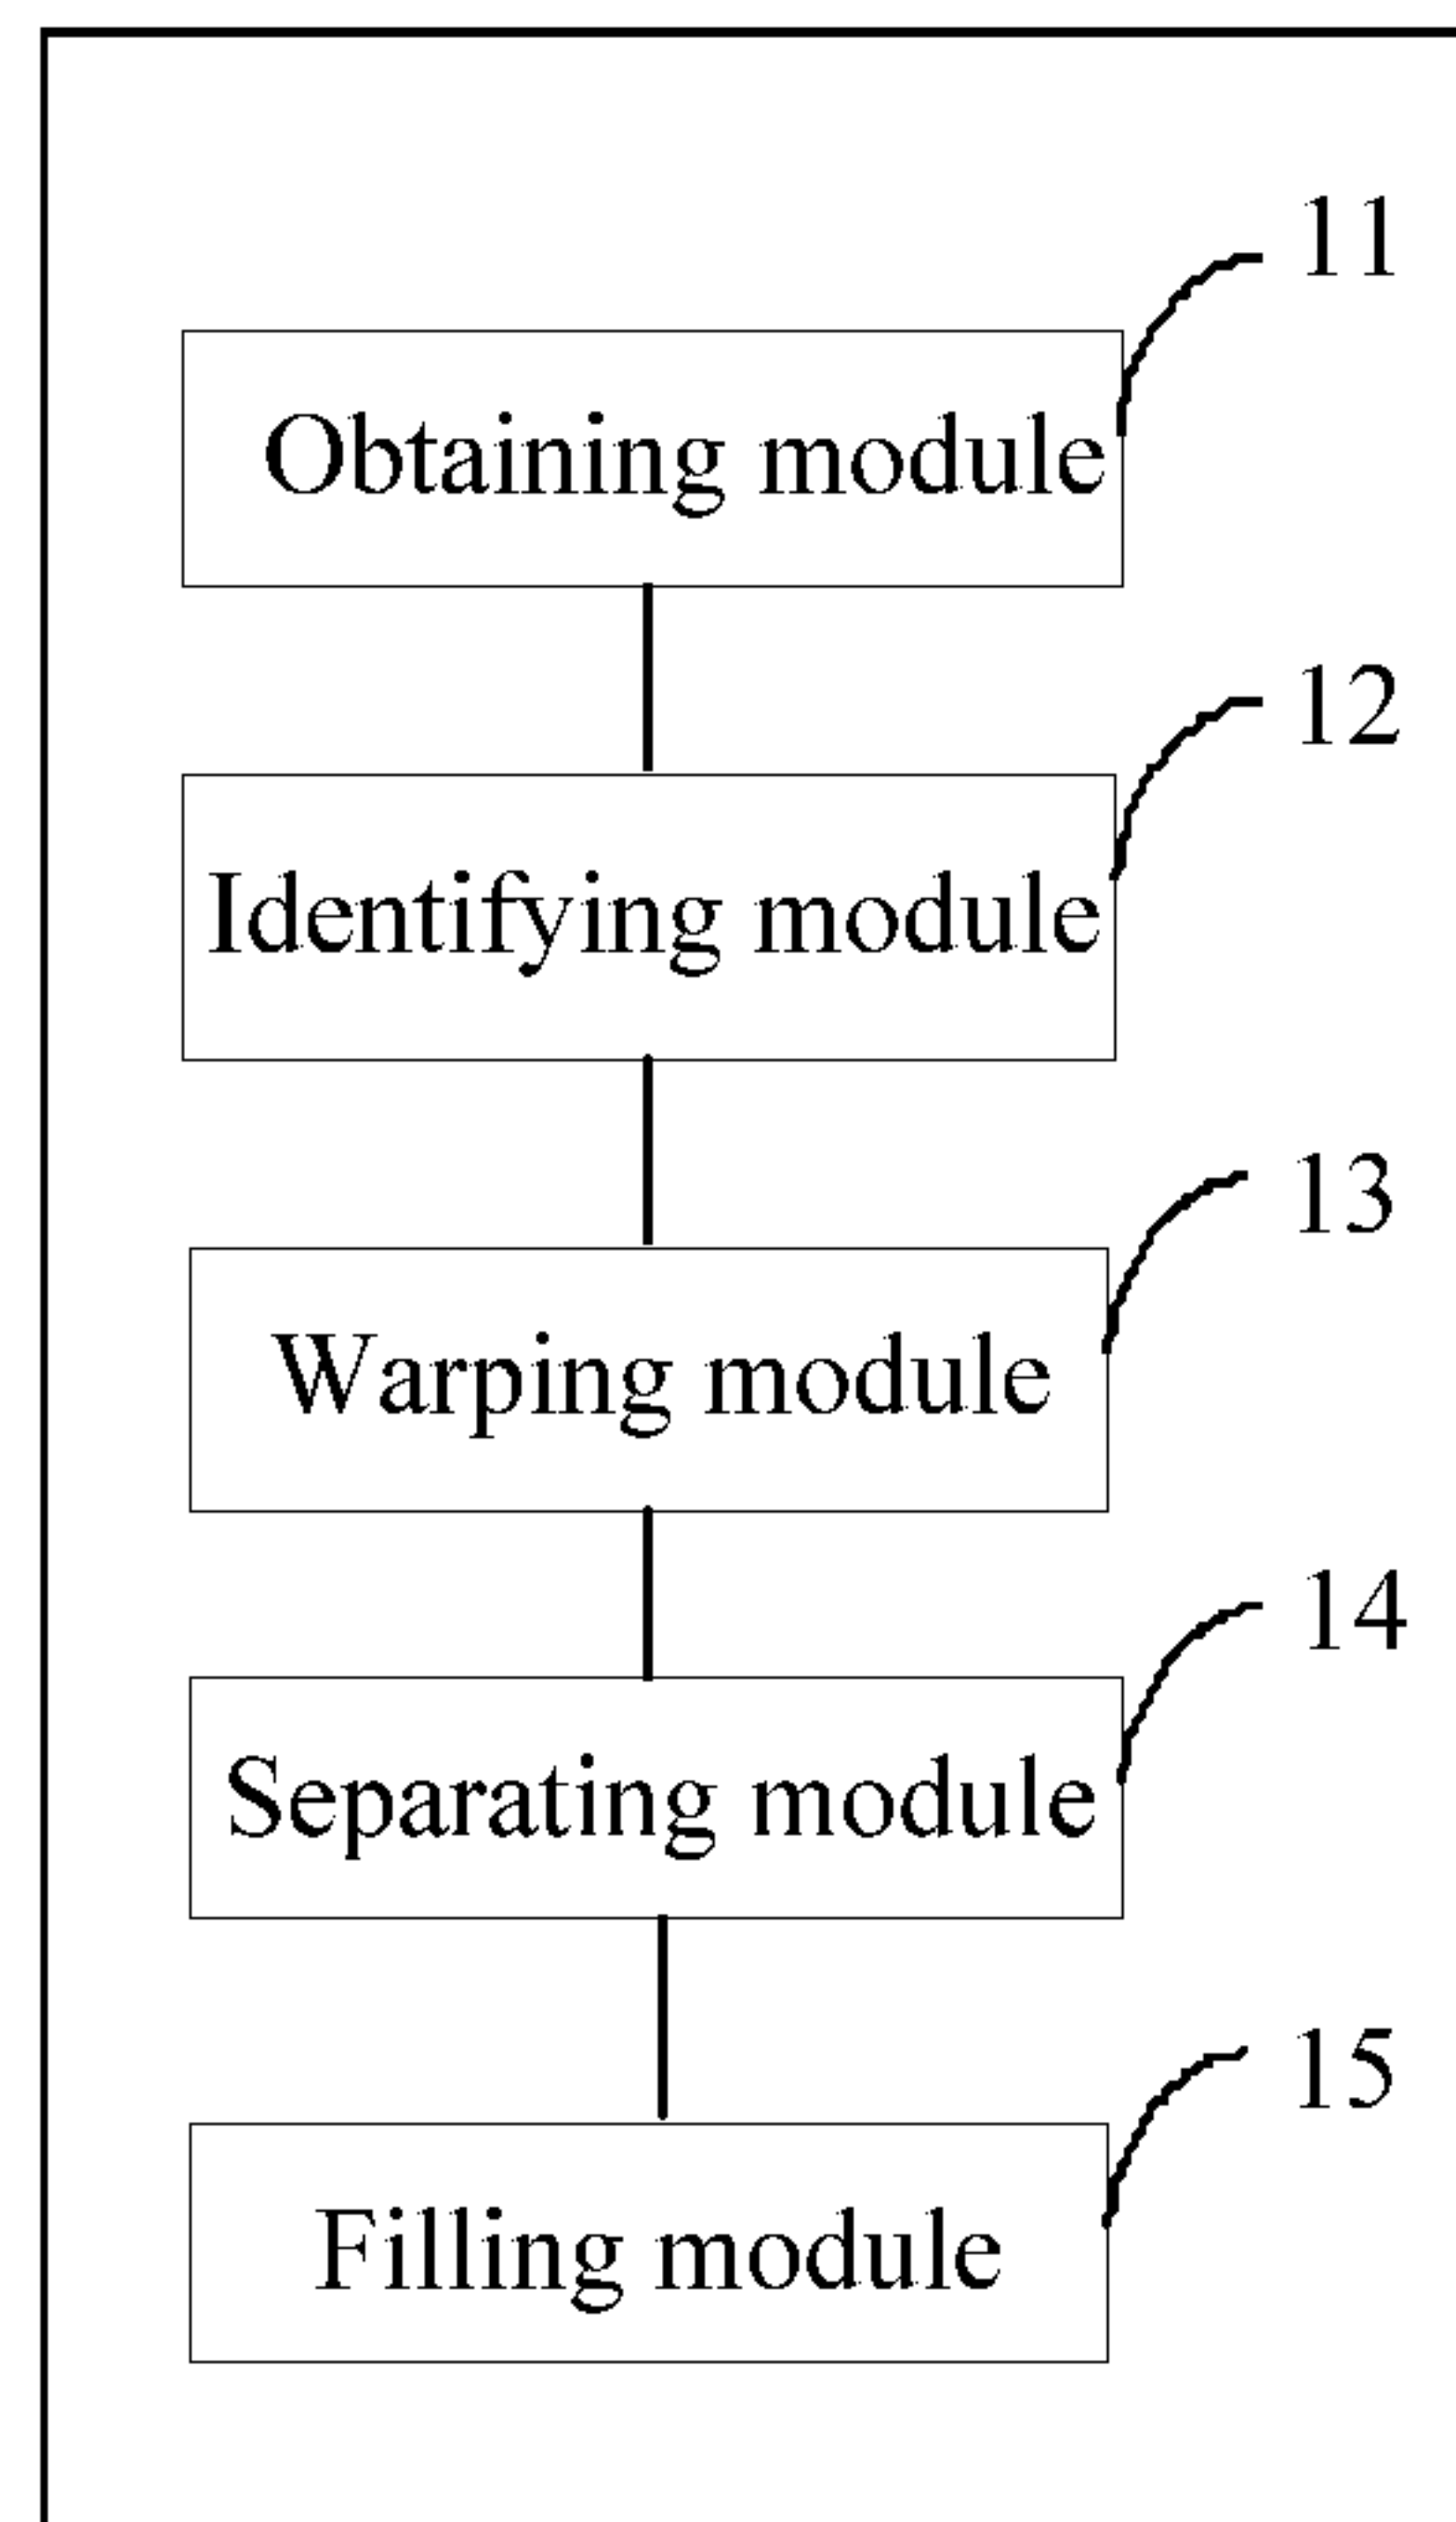 11
Obtaining module
12
Identifying module
13
Warping module
14
Separating module
15
Filling module